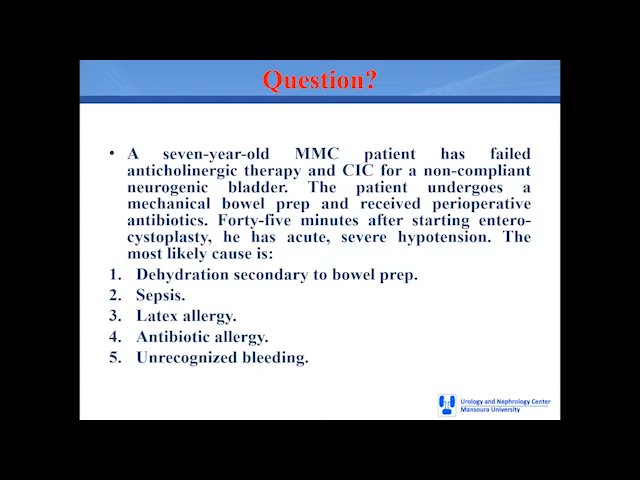 Question?
• A seven-year-old MMC patient has failed
anticholinergic therapy and CIC for a non-compliant
neurogenic bladder. The patient undergoes a
mechanical bowel prep and received perioperative
antibiotics. Forty-five minutes after starting entero-
cystoplasty, he has acute, severe hypotension. The
most likely cause is:
1. Dehydration secondary to bowel prep.
2. Sepsis.
3. Latex allergy.
4. Antibiotic allergy.
5. Unrecognized bleeding.
Urology and Nephrology Center
Mansoura University